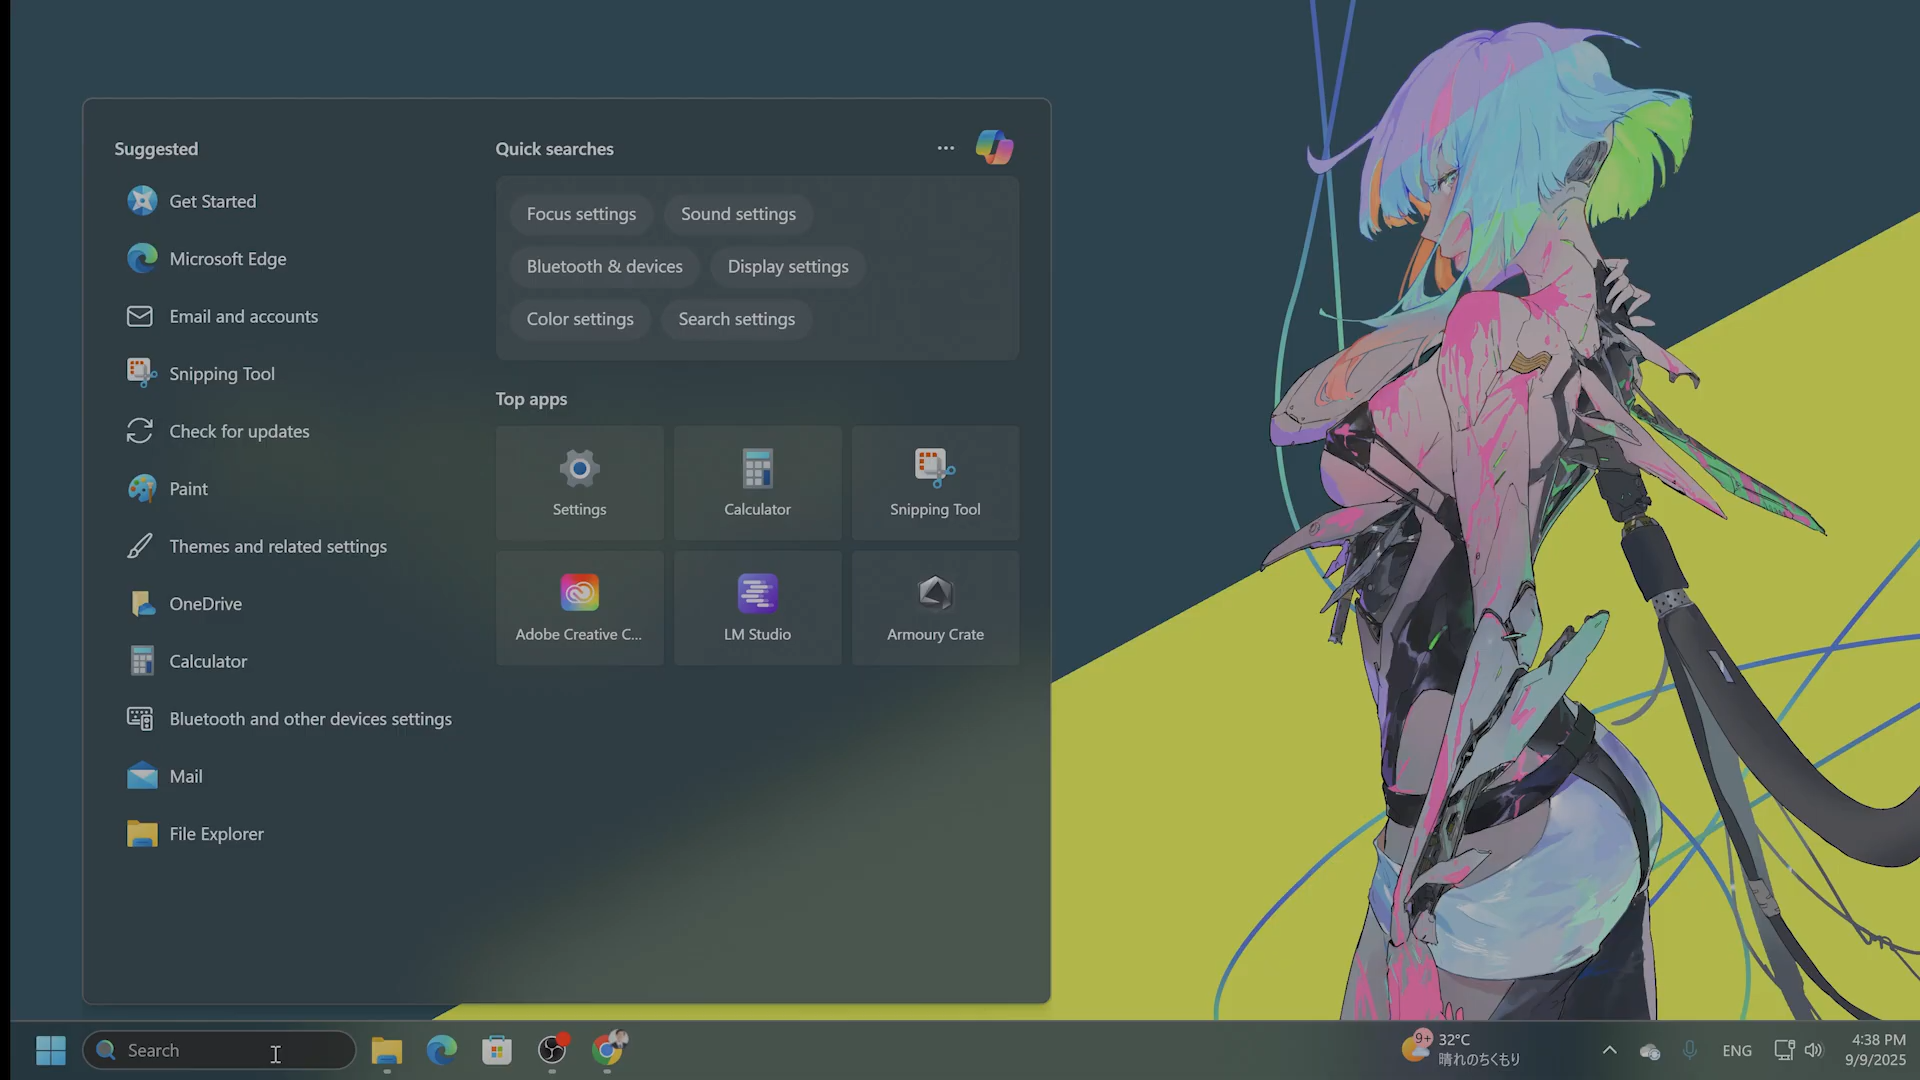 Suggested
Get Started
Microsoft Edge
Email and accounts
Snipping Tool
Check for updates
Paint
Themes and related settings
OneDrive
Calculator
Bluetooth and other devices settings
Mail
File Explorer
Quick searches
Focus settings
Sound settings
Bluetooth & devices
Display settings
Color settings
Search settings
Top apps
Settings
Calculator
Snipping Tool
Adobe Creative C...
LM Studio
Armoury Crate
Search
9+
32°C
晴れのちくもり
ENG
4:38 PM
9/9/2025